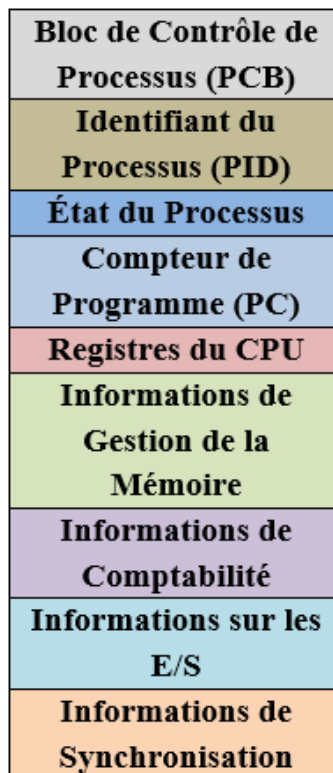 Bloc de Contrôle de
Processus (PCB)
Identifiant du
Processus (PID)
État du Processus
Compteur de
Programme (PC)
Registres du CPU
Informations de
Gestion de la
Mémoire
Informations de
Comptabilité
Informations sur les
E/S
Informations de
Synchronisation